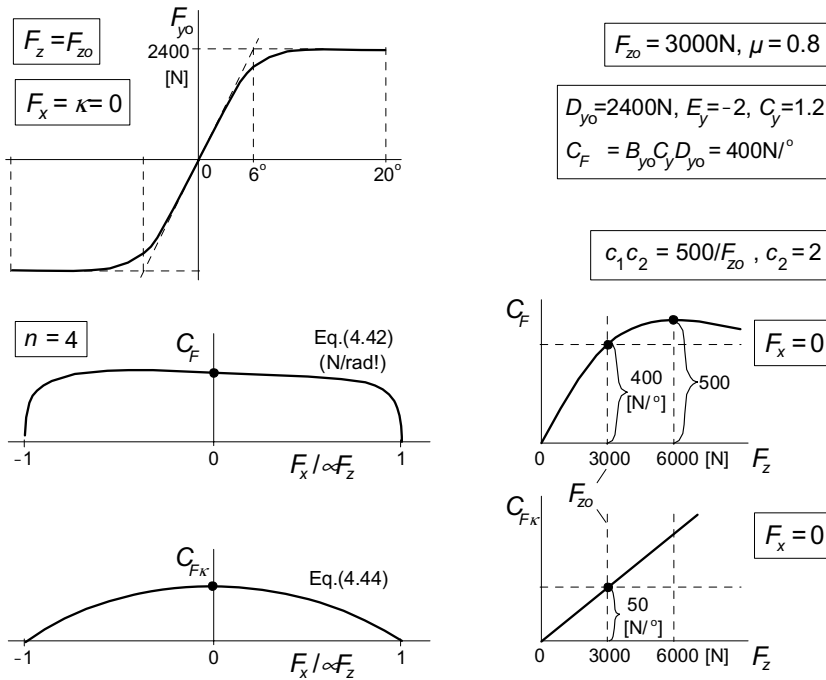 F_z = F_zo
F_x = κ = 0
F_yo
2400
[N]
0
6°
20°
F_zo = 3000N, μ = 0.8
D_yo=2400N, E_y=-2, C_y=1.2
C_F = B_yo C_y D_yo = 400N/°
c_1c_2 = 500/F_zo , c_2 = 2
n = 4
C_F
Eq.(4.42)
(N/rad!)
-1
0
1
F_x / ∝F_z
C_F
F_x = 0
400
[N/°]
500
0
3000
6000 [N]
F_z
F_zo
C_Fκ
Eq.(4.44)
-1
0
1
F_x / ∝F_z
C_Fκ
F_x = 0
50
[N/°]
0
3000
6000 [N]
F_z